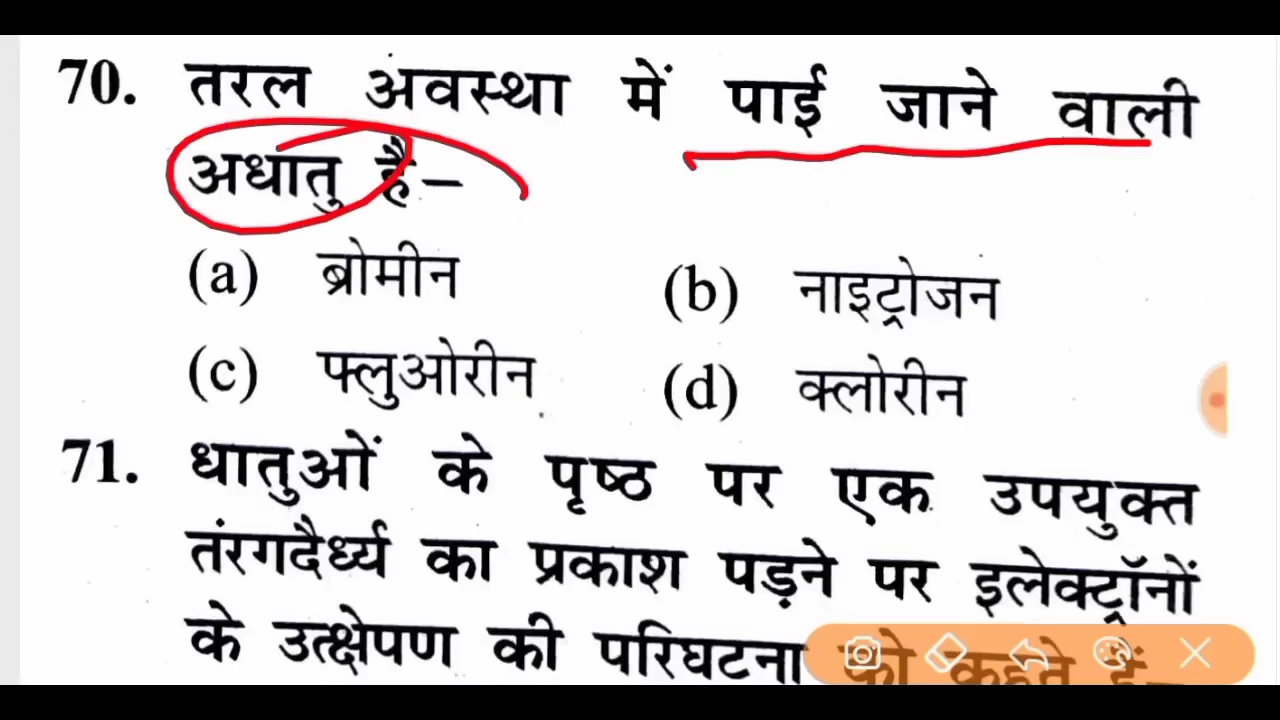 70. तरल अवस्था में पाई जाने वाली
अधातु है–
(a) ब्रोमीन (b) नाइट्रोजन
(c) फ्लुओरीन (d) क्लोरीन
71. धातुओं के पृष्ठ पर एक उपयुक्त
तंरगदैर्ध्य का प्रकाश पड़ने पर इलेक्ट्रॉनों
के उत्क्षेपण की परिघटना को कहते हैं–